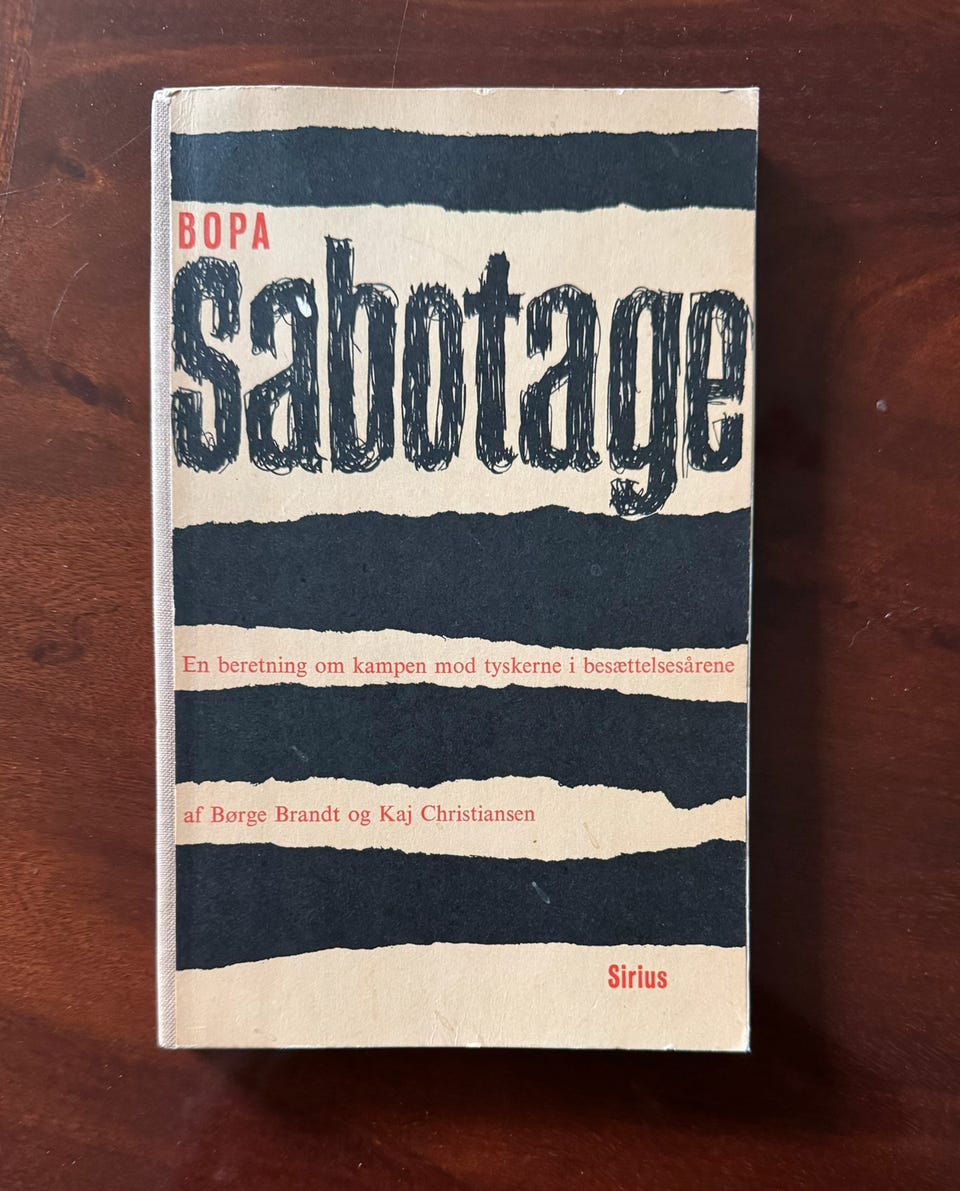 BOPA
Sabotage
En beretning om kampen mod tyskerne i besættelsesårene
af Børge Brandt og Kaj Christiansen
Sirius